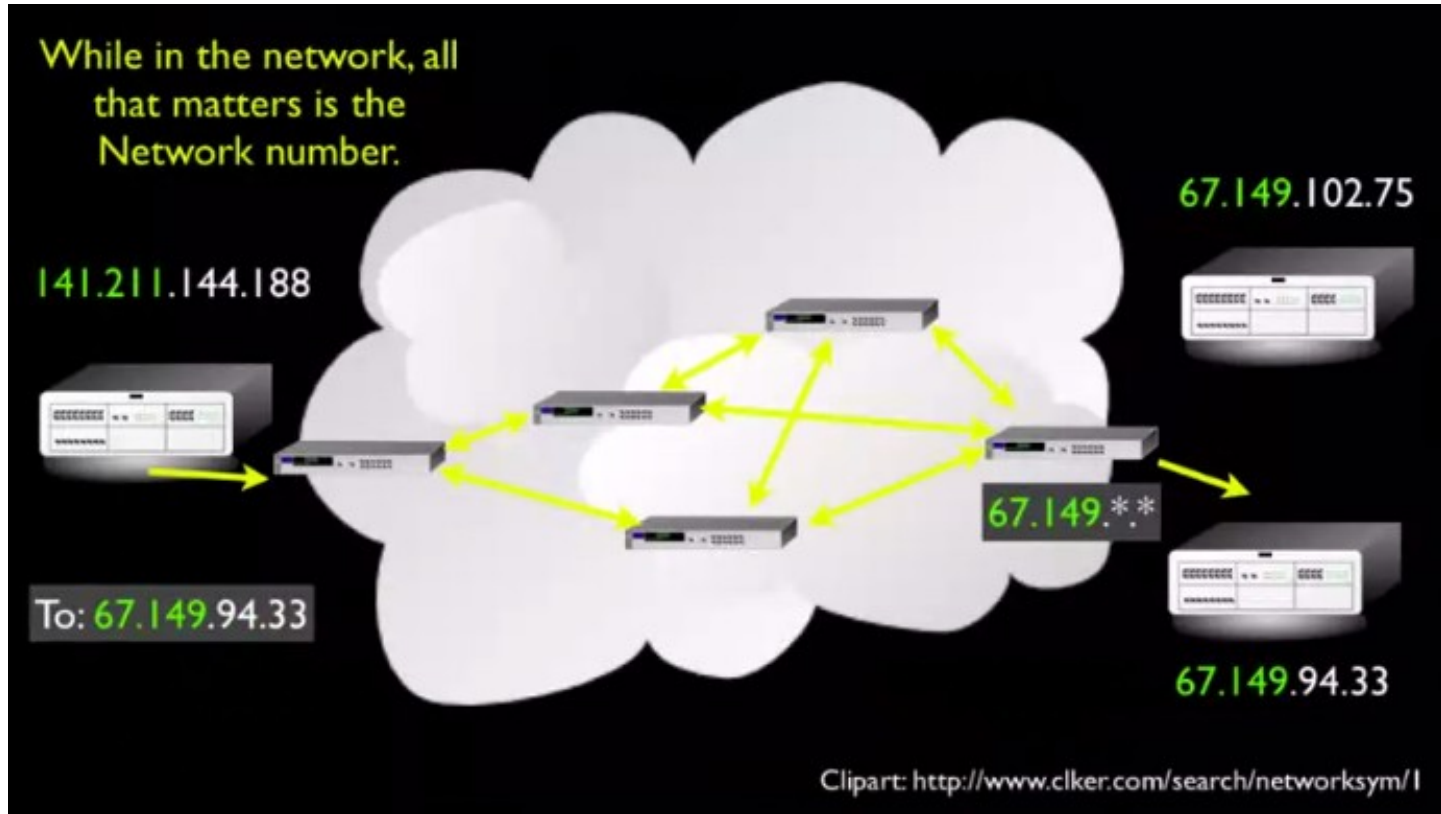 While in the network, all
that matters is the
Network number.
67.149.102.75
141.211.144.188
67.149.*.*
To: 67.149.94.33
67.149.94.33
Clipart: http://www.clker.com/search/networksym/1